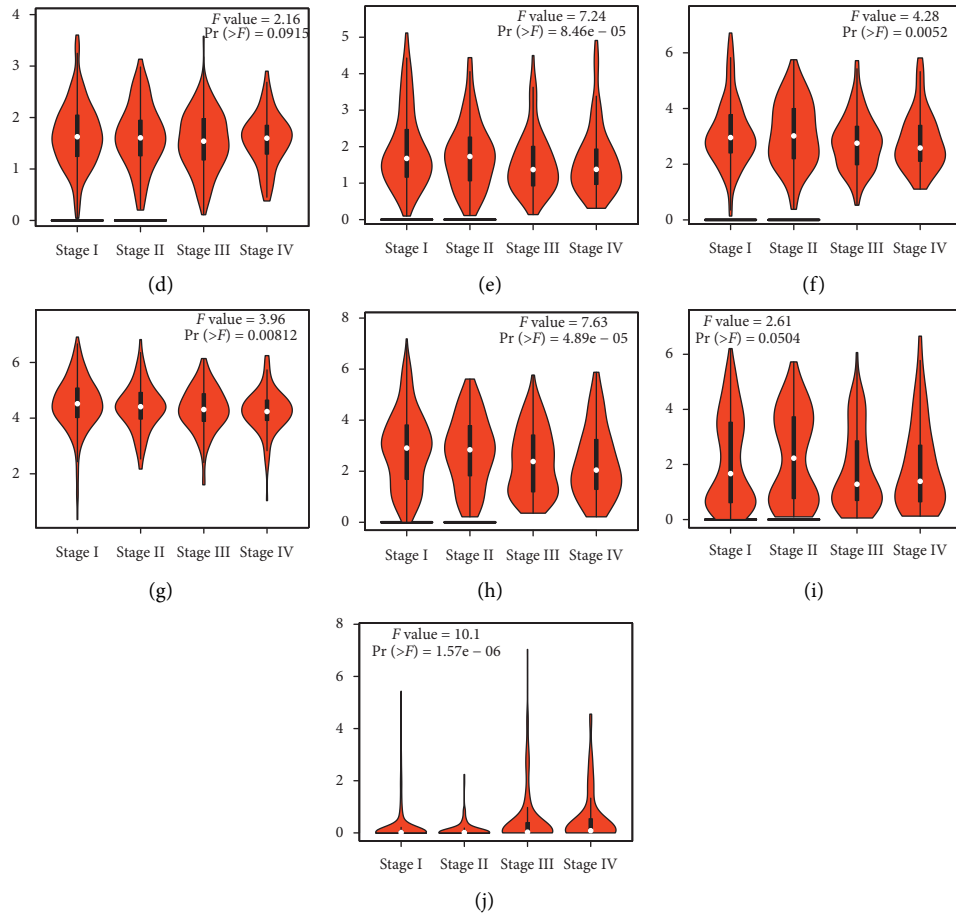 F value = 2.16
Pr (>F) = 0.0915
4
3
2
1
0
Stage I Stage II Stage III Stage IV
(d)
F value = 7.24
Pr (>F) = 8.46e − 05
5
4
3
2
1
0
Stage I Stage II Stage III Stage IV
(e)
F value = 4.28
Pr (>F) = 0.0052
6
4
2
0
Stage I Stage II Stage III Stage IV
(f)
F value = 3.96
Pr (>F) = 0.00812
6
4
2
Stage I Stage II Stage III Stage IV
(g)
F value = 7.63
Pr (>F) = 4.89e − 05
8
6
4
2
0
Stage I Stage II Stage III Stage IV
(h)
F value = 2.61
Pr (>F) = 0.0504
6
4
2
0
Stage I Stage II Stage III Stage IV
(i)
8
F value = 10.1
Pr (>F) = 1.57e − 06
6
4
2
0
Stage I Stage II Stage III Stage IV
(j)